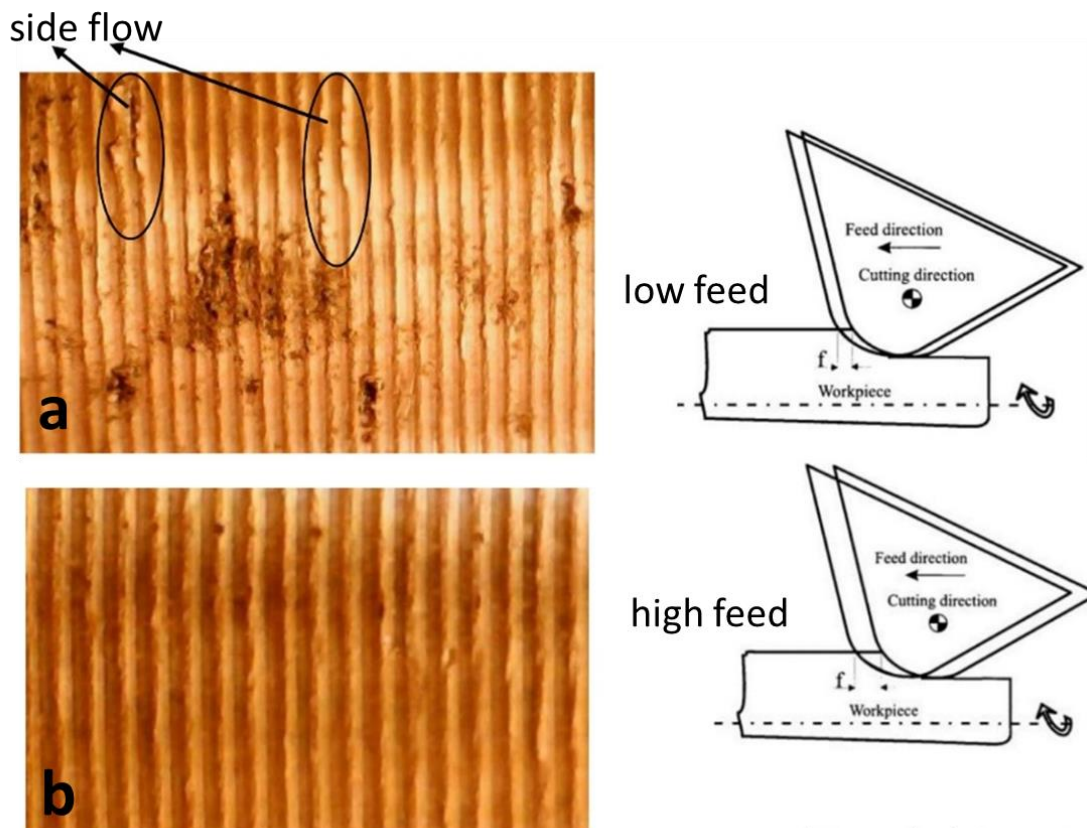 side flow
a
low feed
Feed direction
Cutting direction
f
Workpiece
b
high feed
Feed direction
Cutting direction
f
Workpiece